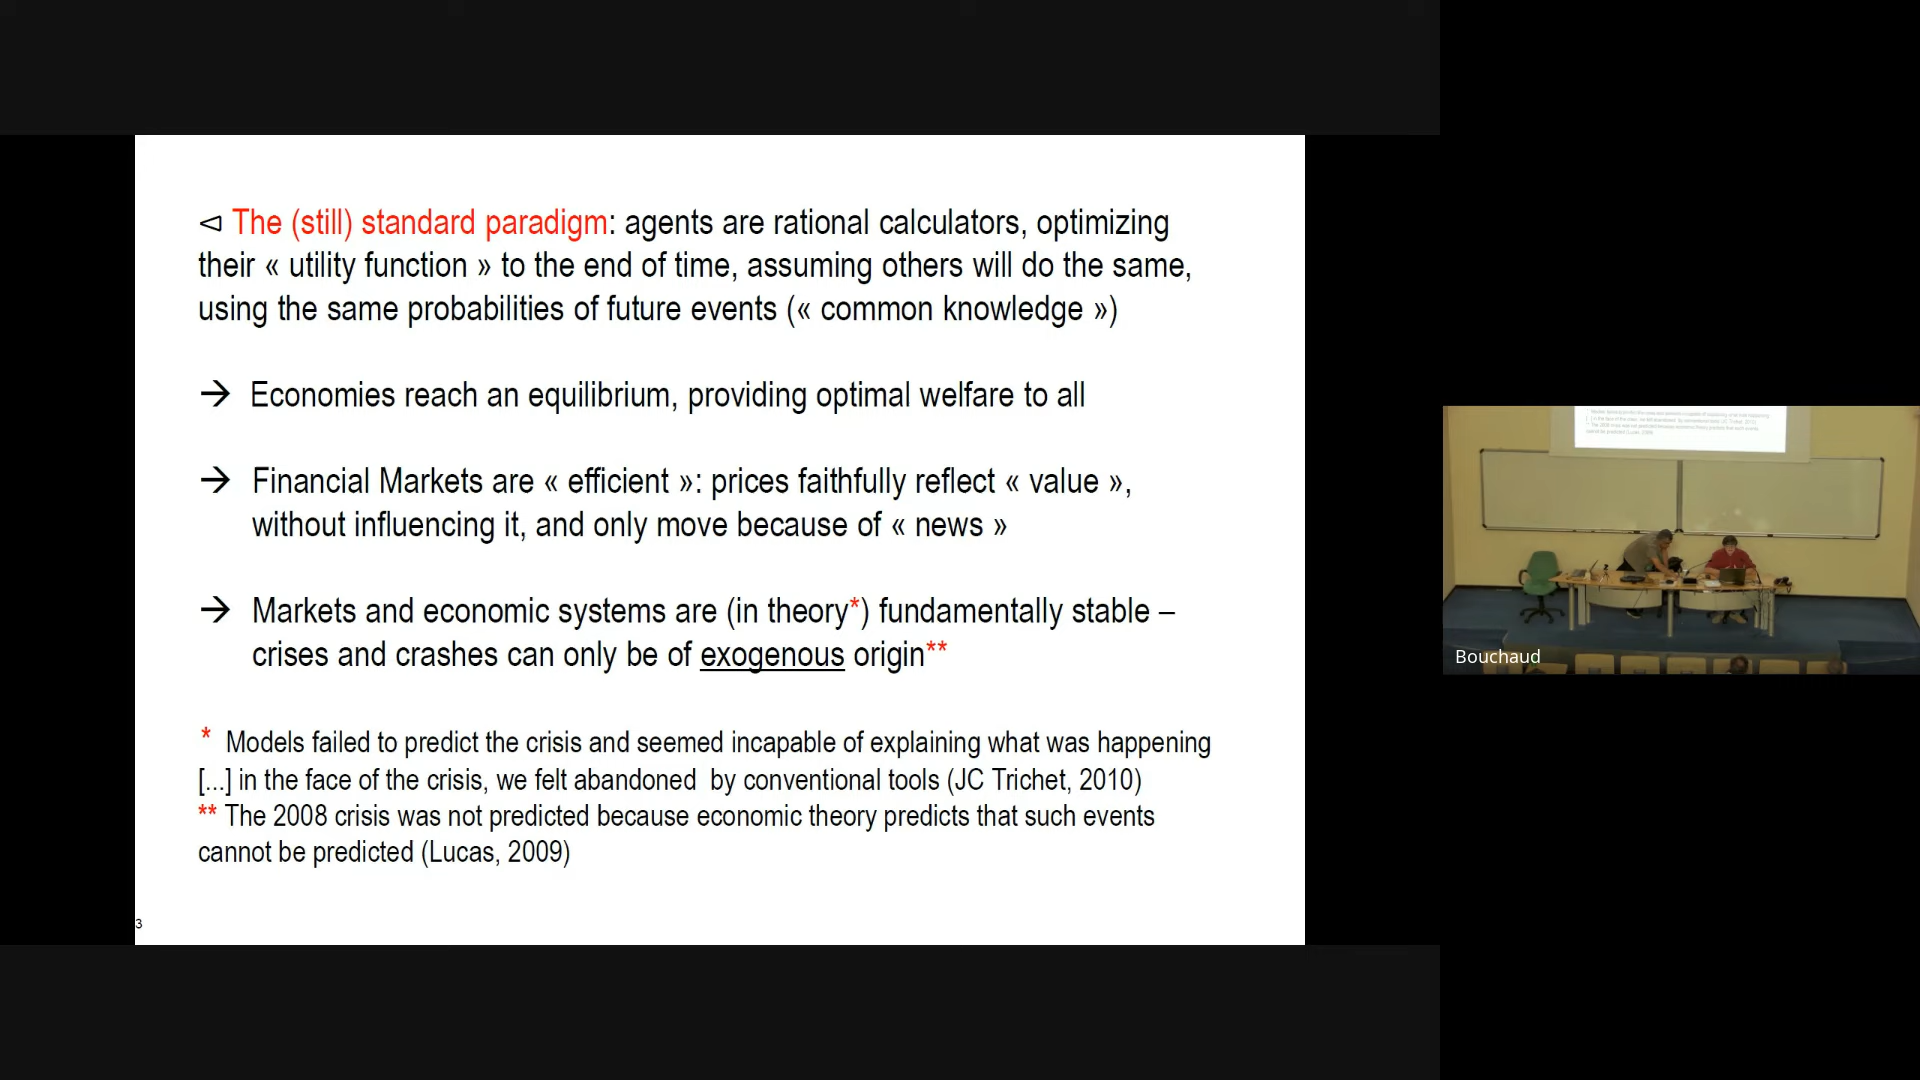 ⊲ The (still) standard paradigm: agents are rational calculators, optimizing
their « utility function » to the end of time, assuming others will do the same,
using the same probabilities of future events (« common knowledge »)
→ Economies reach an equilibrium, providing optimal welfare to all
→ Financial Markets are « efficient »: prices faithfully reflect « value »,
without influencing it, and only move because of « news »
→ Markets and economic systems are (in theory*) fundamentally stable –
crises and crashes can only be of exogenous origin**
* Models failed to predict the crisis and seemed incapable of explaining what was happening
[...] in the face of the crisis, we felt abandoned by conventional tools (JC Trichet, 2010)
** The 2008 crisis was not predicted because economic theory predicts that such events
cannot be predicted (Lucas, 2009)
3
Bouchaud